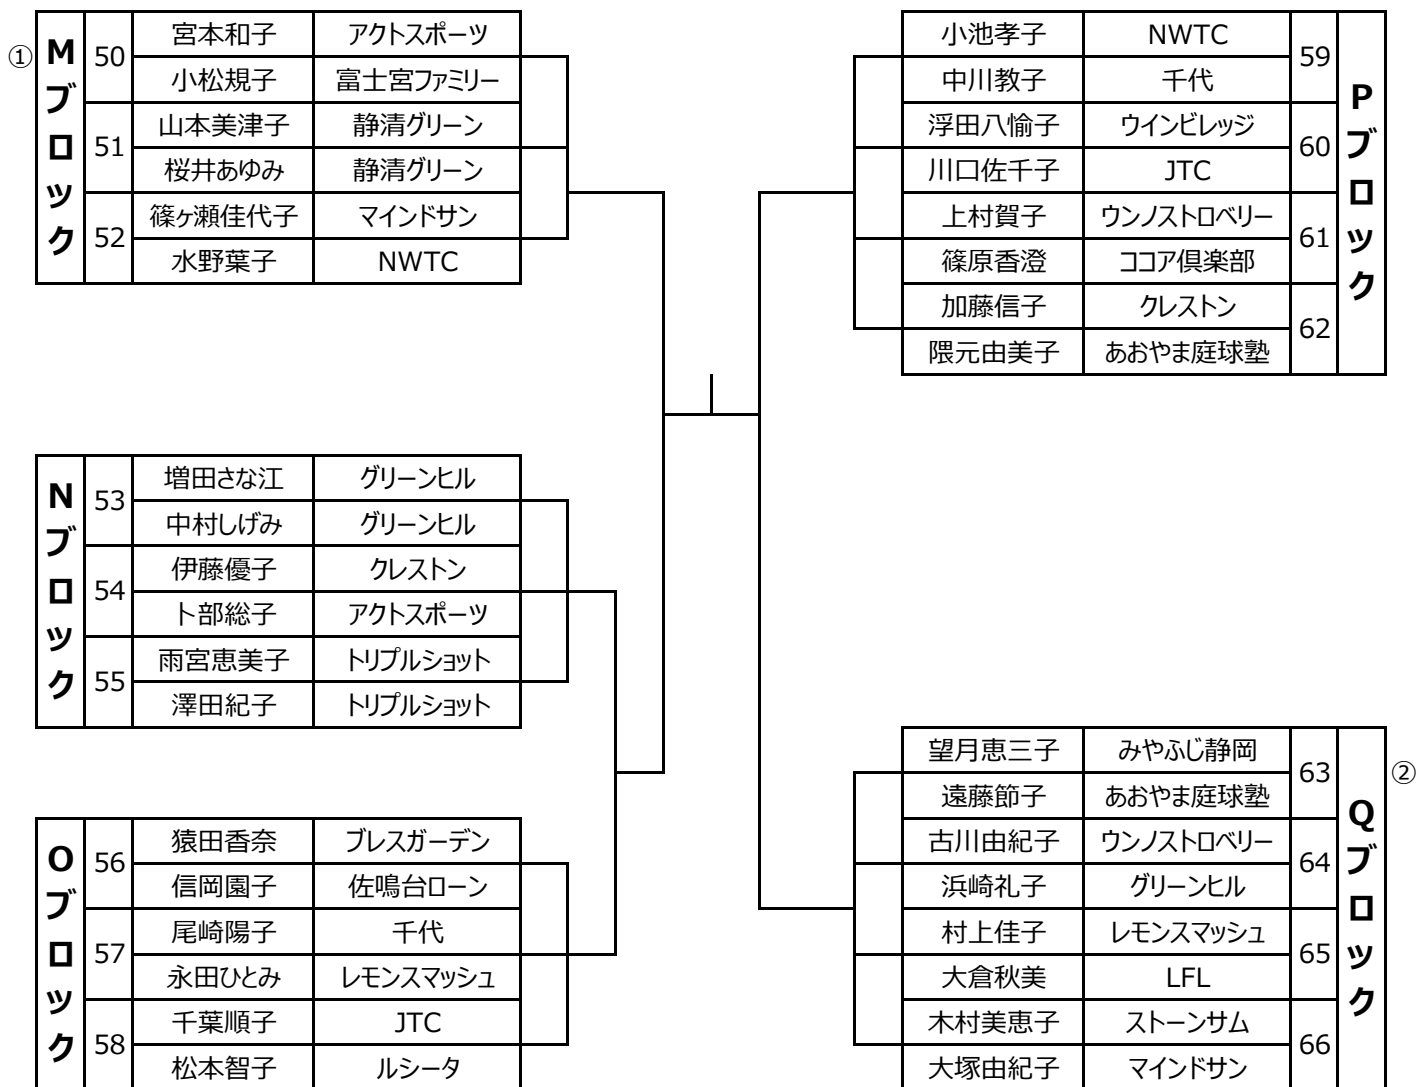 ①
Mブロック
50
宮本和子 アクトスポーツ
小松規子 富士宮ファミリー
51
山本美津子 静清グリーン
桜井あゆみ 静清グリーン
52
篠ヶ瀬佳代子 マインドサン
水野葉子 NWTC
Nブロック
53
増田さな江 グリーンヒル
中村しげみ グリーンヒル
54
伊藤優子 クレストン
卜部総子 アクトスポーツ
55
雨宮恵美子 トリプルショット
澤田紀子 トリプルショット
Oブロック
56
猿田香奈 ブレスガーデン
信岡園子 佐鳴台ローン
57
尾崎陽子 千代
永田ひとみ レモンスマッシュ
58
千葉順子 JTC
松本智子 ルシータ
Pブロック
59
小池孝子 NWTC
中川教子 千代
60
浮田八愉子 ウインビレッジ
川口佐千子 JTC
61
上村賀子 ウンノストロベリー
篠原香澄 ココア倶楽部
62
加藤信子 クレストン
隈元由美子 あおやま庭球塾
②
Qブロック
63
望月恵三子 みやふじ静岡
遠藤節子 あおやま庭球塾
64
古川由紀子 ウンノストロベリー
浜崎礼子 グリーンヒル
65
村上佳子 レモンスマッシュ
大倉秋美 LFL
66
木村美恵子 ストーンサム
大塚由紀子 マインドサン